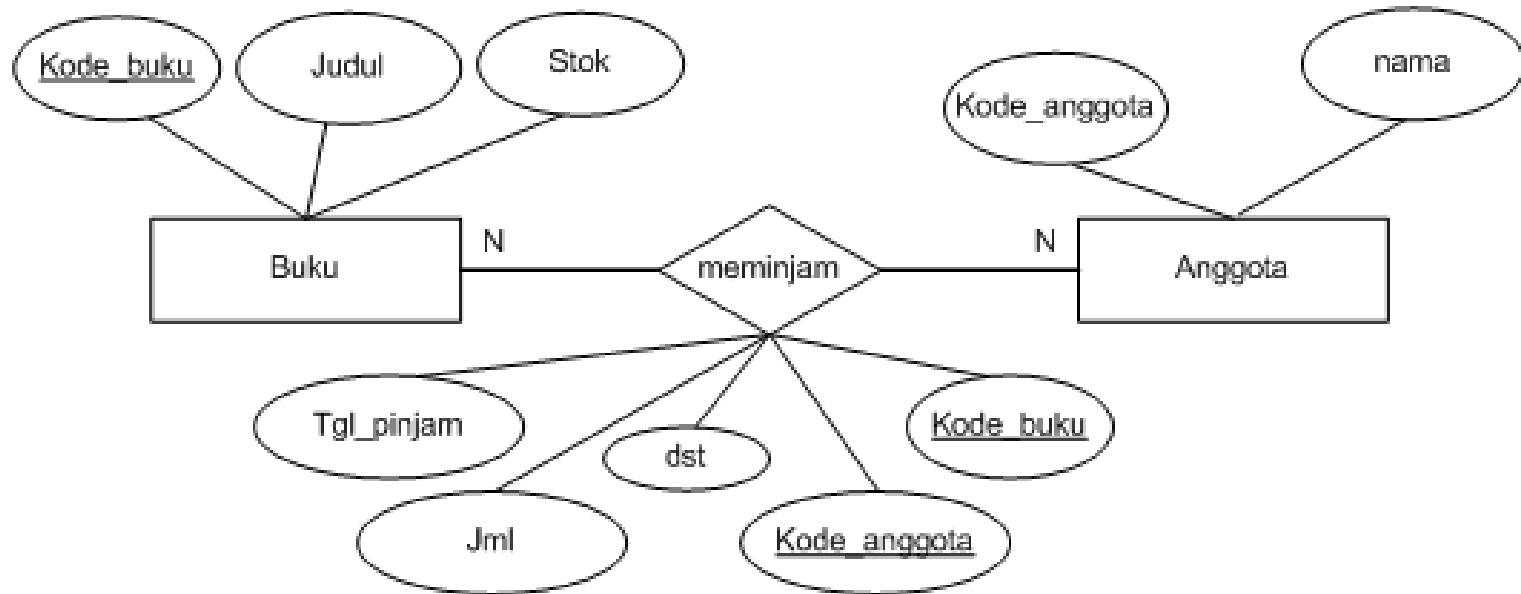 Kode_buku
Judul
Stok
Kode_anggota
nama
Buku
N
meminjam
N
Anggota
Tgl_pinjam
Jml
dst
Kode_anggota
Kode_buku